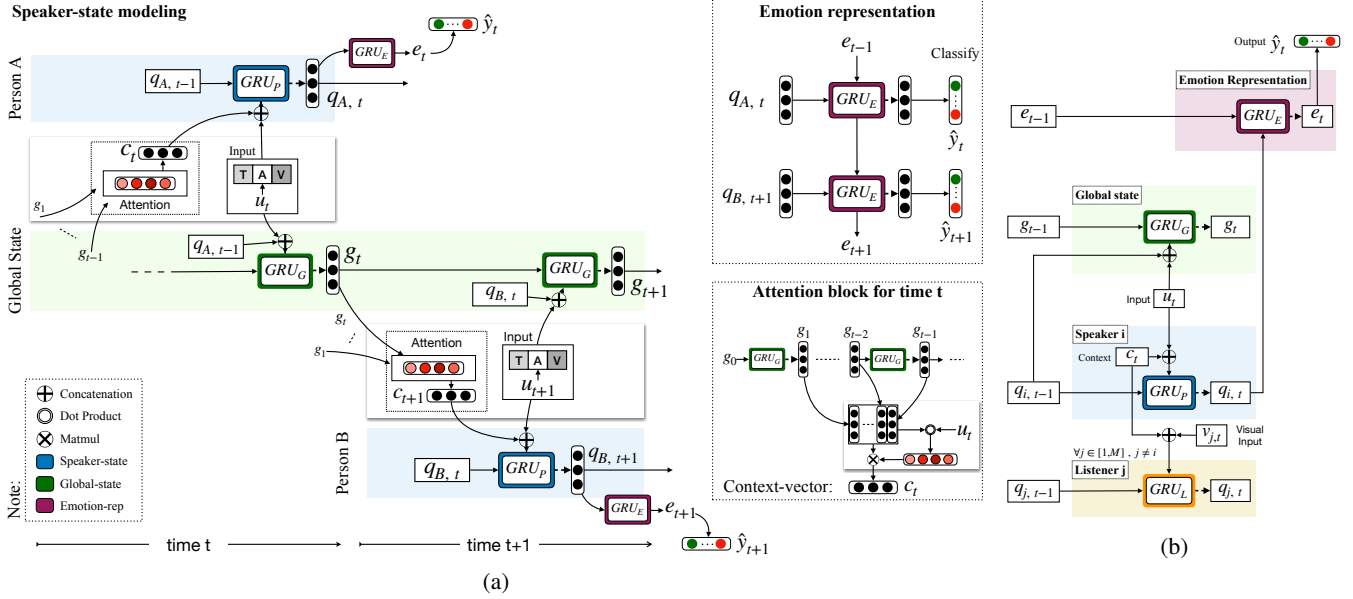 Speaker-state modeling
Person A
q_{A, t−1}
GRU_P
q_{A, t}
GRU_E
e_t
ŷ_t
c_t
Attention
g_1
g_{t−1}
Input
T A V
u_t
Global State
q_{A, t−1}
GRU_G
g_t
q_{B, t}
GRU_G
g_{t+1}
g_t
g_1
Attention
c_{t+1}
Input
T A V
u_{t+1}
Person B
q_{B, t}
GRU_P
q_{B, t+1}
GRU_E
e_{t+1}
ŷ_{t+1}
Note:
Concatenation
Dot Product
Matmul
Speaker-state
Global-state
Emotion-rep
time t
time t+1
Emotion representation
e_{t−1}
Classify
q_{A, t}
GRU_E
ŷ_t
q_{B, t+1}
GRU_E
ŷ_{t+1}
e_{t+1}
Attention block for time t
g_1
g_{t−2}
g_{t−1}
g_0
GRU_G
GRU_G
u_t
Context-vector:
c_t
(a)
Output
ŷ_t
Emotion Representation
e_{t−1}
GRU_E
e_t
Global state
g_{t−1}
GRU_G
g_t
Input
u_t
Speaker i
Context
c_t
q_{i, t−1}
GRU_P
q_{i, t}
v_{j,t}
Visual Input
∀j ∈ [1,M] , j ≠ i
Listener j
q_{j, t−1}
GRU_L
q_{j, t}
(b)